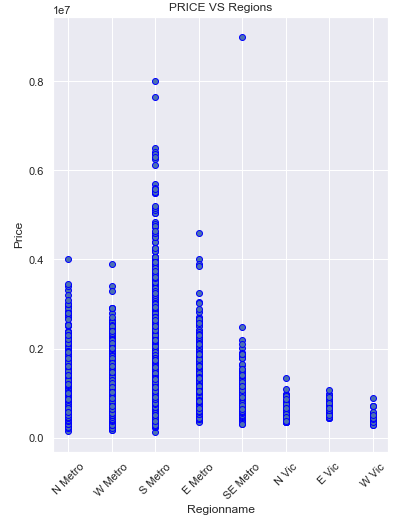 PRICE VS Regions
1e7
0.8
0.6
0.4
0.2
0.0
Price
N Metro
W Metro
S Metro
E Metro
SE Metro
N Vic
E Vic
W Vic
Regionname